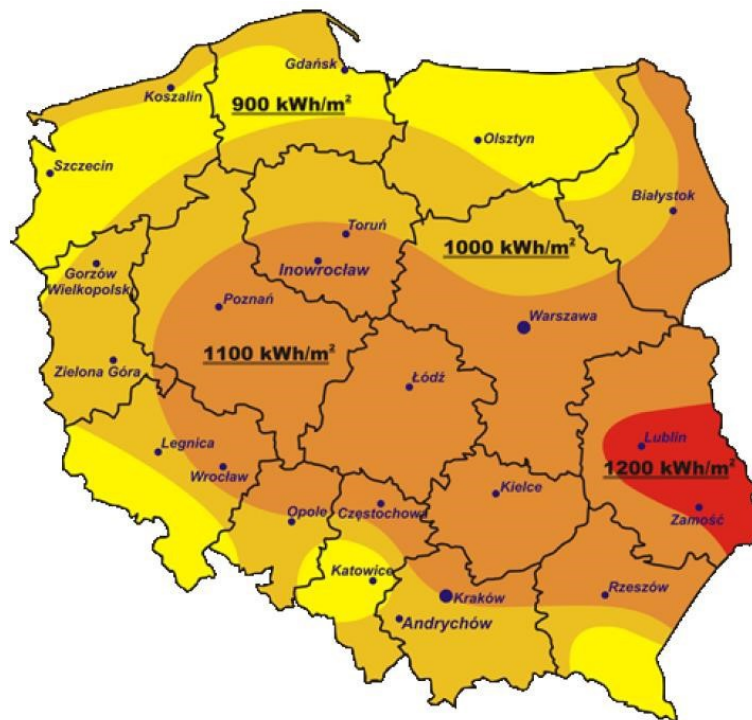 Gdańsk
Koszalin
900 kWh/m²
Olsztyn
Szczecin
Białystok
Toruń
1000 kWh/m²
Inowrocław
Gorzów
Wielkopolski
Poznań
Warszawa
1100 kWh/m²
Zielona Góra
Łódź
Legnica
Lublin
Wrocław
1200 kWh/m²
Kielce
Opole
Częstochowa
Zamość
Katowice
Kraków
Rzeszów
Andrychów